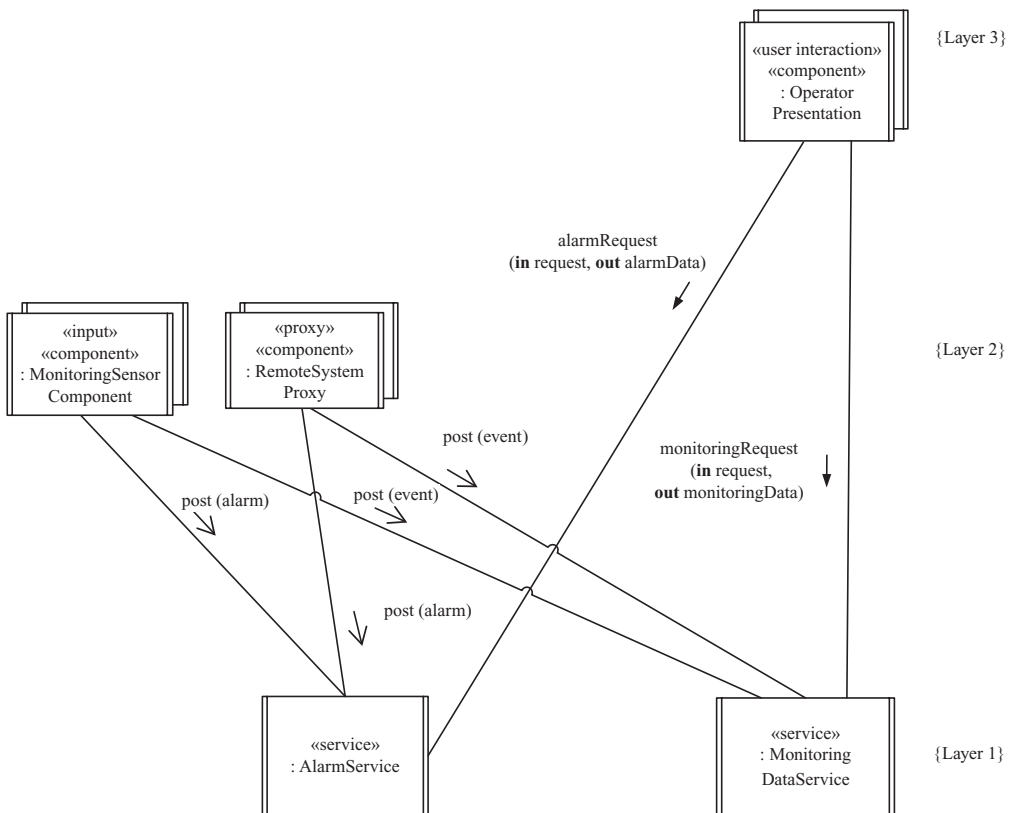 {Layer 3}
«user interaction»
«component»
: Operator
Presentation
alarmRequest
(in request, out alarmData)
«input»
«component»
: MonitoringSensor
Component
«proxy»
«component»
: RemoteSystem
Proxy
{Layer 2}
post (event)
monitoringRequest
(in request,
out monitoringData)
post (alarm)
post (event)
post (alarm)
«service»
: AlarmService
«service»
: Monitoring
DataService
{Layer 1}